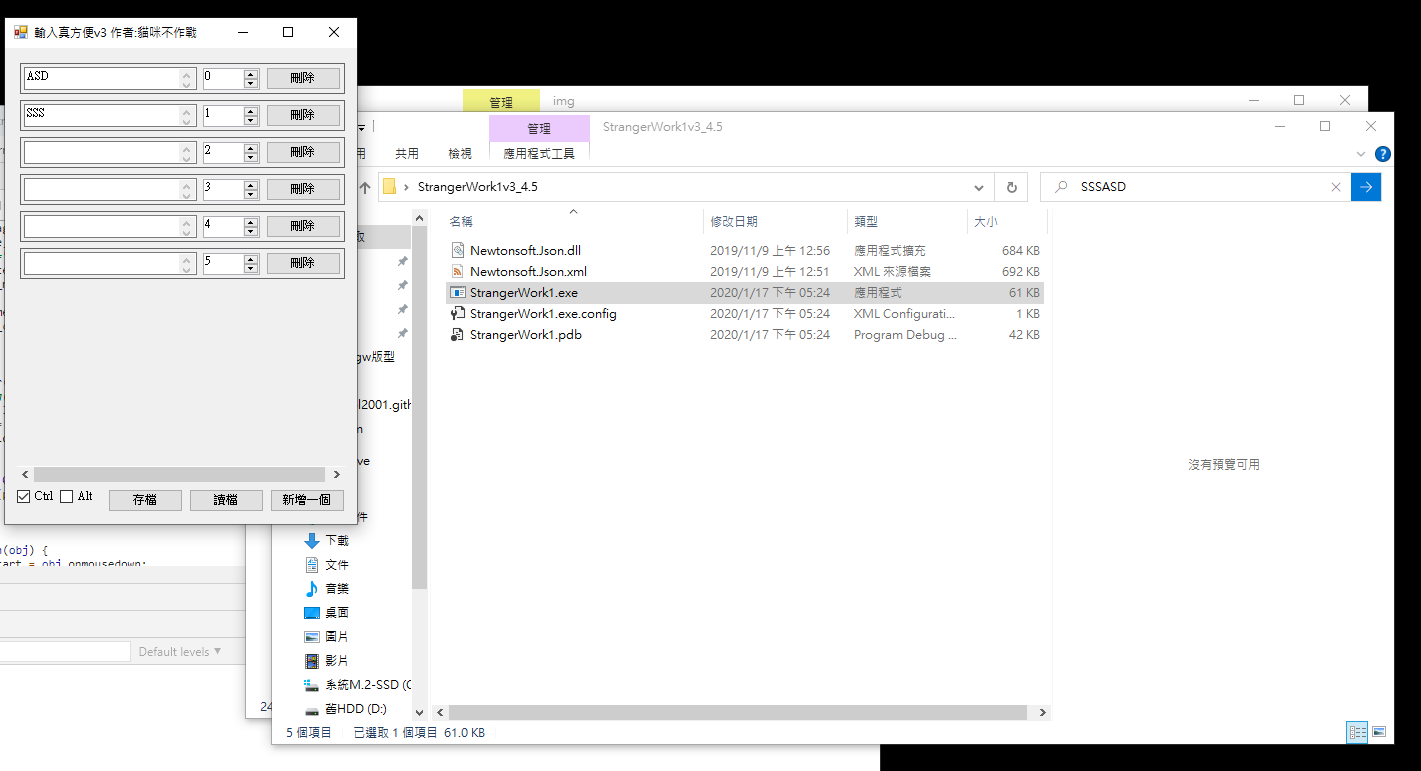 輸入真方便v3 作者:貓咪不作戰
ASD 0 刪除
SSS 1 刪除
2 刪除
3 刪除
4 刪除
5 刪除
Ctrl Alt 存檔 讀檔 新增一個
管理 img
管理 StrangerWork1v3_4.5
用 共用 檢視 應用程式工具
StrangerWork1v3_4.5 SSSASD
名稱 修改日期 類型 大小
Newtonsoft.Json.dll 2019/11/9 上午 12:56 應用程式擴充 684 KB
Newtonsoft.Json.xml 2019/11/9 上午 12:51 XML 來源檔案 692 KB
StrangerWork1.exe 2020/1/17 下午 05:24 應用程式 61 KB
StrangerWork1.exe.config 2020/1/17 下午 05:24 XML Configurati... 1 KB
StrangerWork1.pdb 2020/1/17 下午 05:24 Program Debug ... 42 KB
gw版型
l2001.gith
ve
件
下載
文件
音樂
桌面
圖片
影片
系統M.2-SSD (C
舊HDD (D:)
沒有預覽可用
5 個項目 已選取 1 個項目 61.0 KB
24
(obj) {
tart = obj.onmousedown;
Default levels